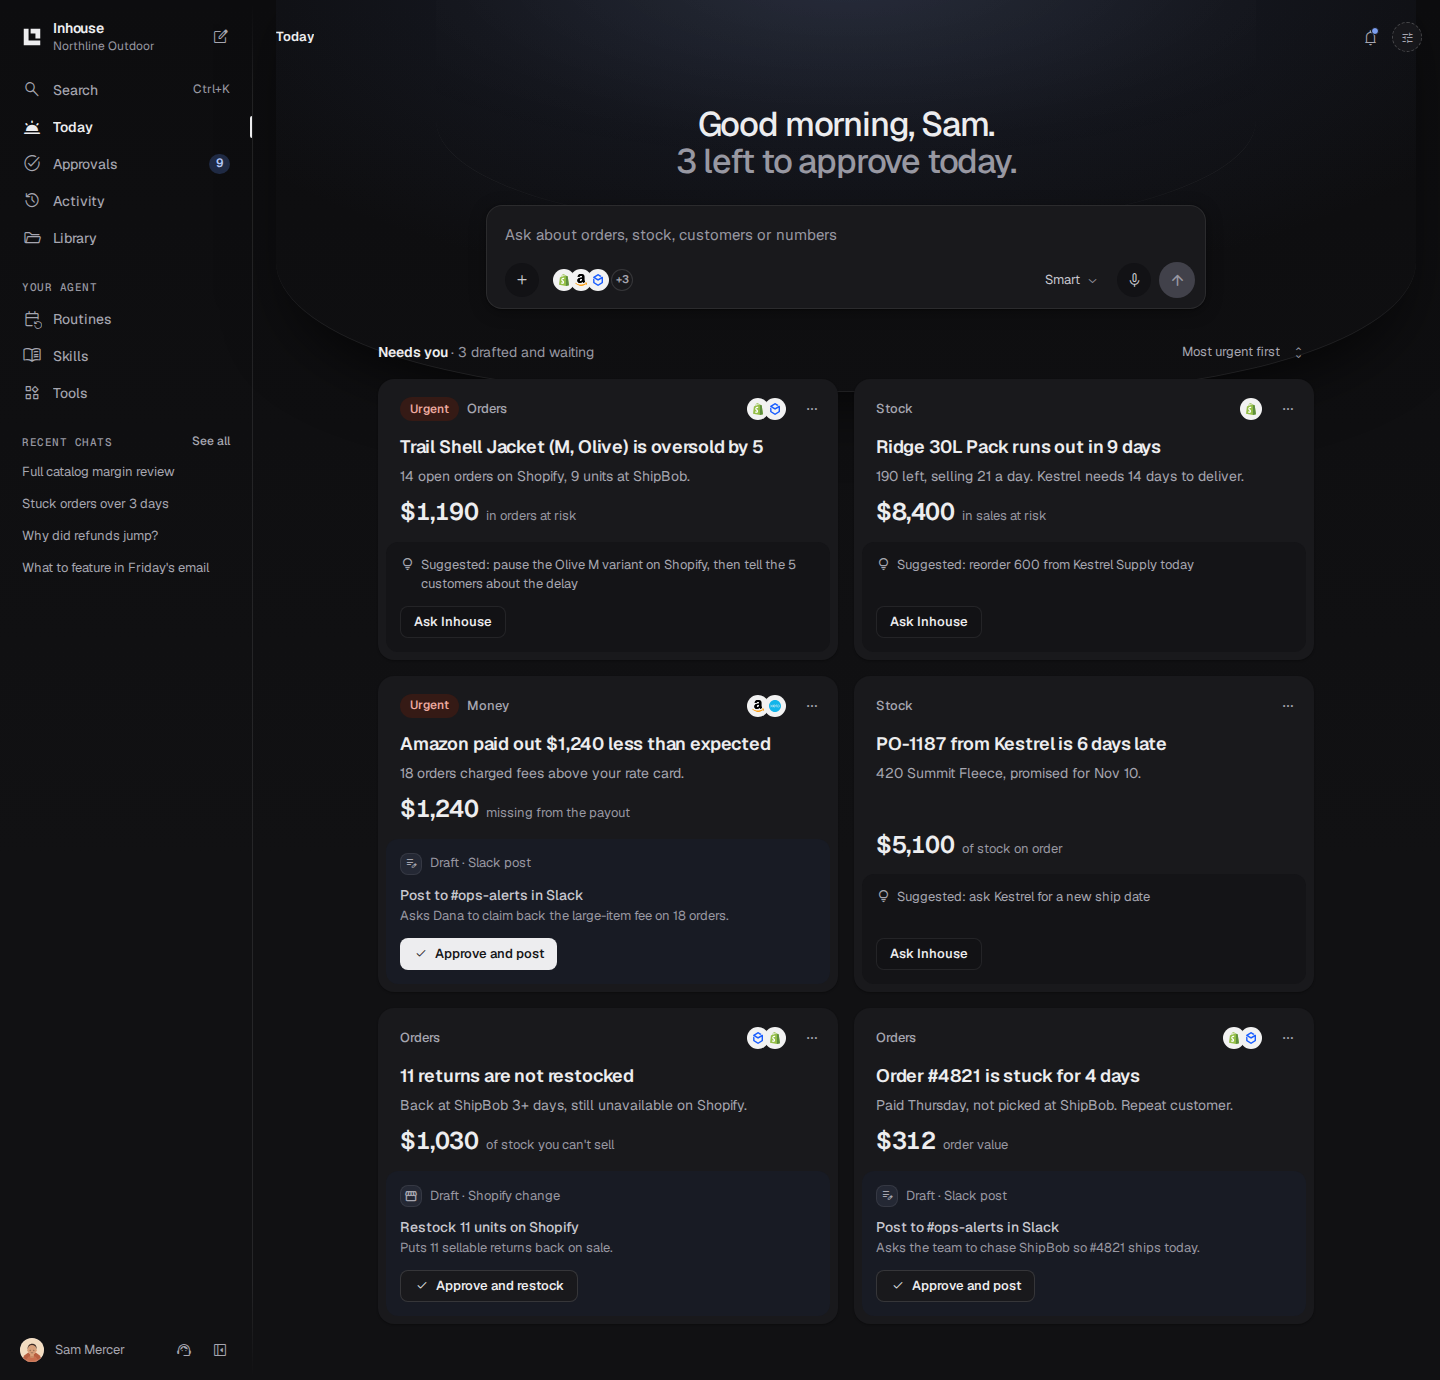 Inhouse
Northline Outdoor
Search Ctrl+K
Today
Approvals 9
Activity
Library
YOUR AGENT
Routines
Skills
Tools
RECENT CHATS See all
Full catalog margin review
Stuck orders over 3 days
Why did refunds jump?
What to feature in Friday's email
Sam Mercer
Today
Good morning, Sam.
3 left to approve today.
Ask about orders, stock, customers or numbers
+3 Smart
Needs you · 3 drafted and waiting Most urgent first
Urgent Orders
Trail Shell Jacket (M, Olive) is oversold by 5
14 open orders on Shopify, 9 units at ShipBob.
$1,190 in orders at risk
Suggested: pause the Olive M variant on Shopify, then tell the 5
customers about the delay
Ask Inhouse
Stock
Ridge 30L Pack runs out in 9 days
190 left, selling 21 a day. Kestrel needs 14 days to deliver.
$8,400 in sales at risk
Suggested: reorder 600 from Kestrel Supply today
Ask Inhouse
Urgent Money
Amazon paid out $1,240 less than expected
18 orders charged fees above your rate card.
$1,240 missing from the payout
Draft · Slack post
Post to #ops-alerts in Slack
Asks Dana to claim back the large-item fee on 18 orders.
Approve and post
Stock
PO-1187 from Kestrel is 6 days late
420 Summit Fleece, promised for Nov 10.
$5,100 of stock on order
Suggested: ask Kestrel for a new ship date
Ask Inhouse
Orders
11 returns are not restocked
Back at ShipBob 3+ days, still unavailable on Shopify.
$1,030 of stock you can't sell
Draft · Shopify change
Restock 11 units on Shopify
Puts 11 sellable returns back on sale.
Approve and restock
Orders
Order #4821 is stuck for 4 days
Paid Thursday, not picked at ShipBob. Repeat customer.
$312 order value
Draft · Slack post
Post to #ops-alerts in Slack
Asks the team to chase ShipBob so #4821 ships today.
Approve and post